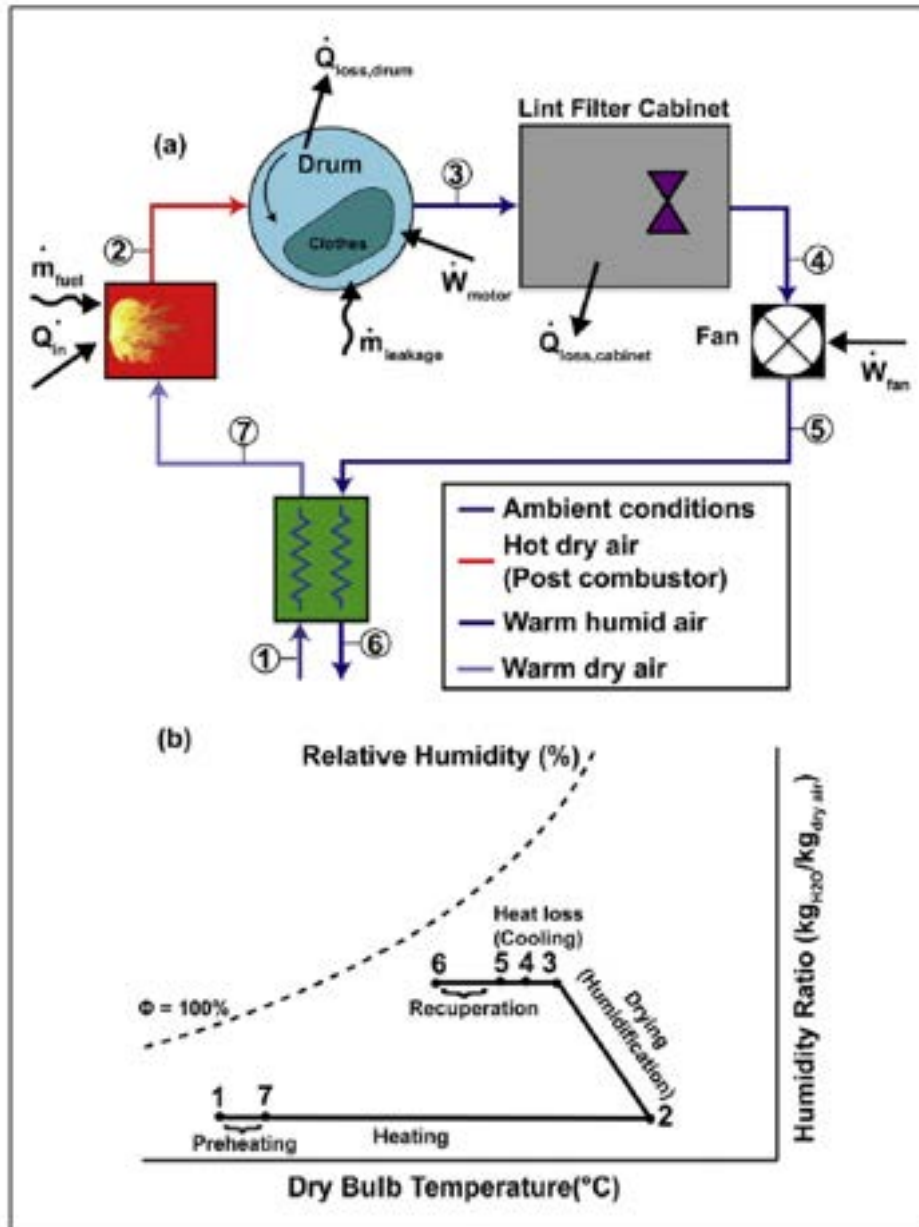 (a)
Q̇loss,drum
Lint Filter Cabinet
Drum
Clothes
③
②
④
ṁfuel
Q̇in
Ẇmotor
ṁleakage
Q̇loss,cabinet
Fan
Ẇfan
⑦
⑤
①
⑥
Ambient conditions
Hot dry air
(Post combustor)
Warm humid air
Warm dry air
(b)
Relative Humidity (%)
Heat loss
(Cooling)
6 5 4 3
Recuperation
Drying
(Humidification)
Φ = 100%
1 7
2
Preheating
Heating
Humidity Ratio (kgH2O/kgdry air)
Dry Bulb Temperature(°C)